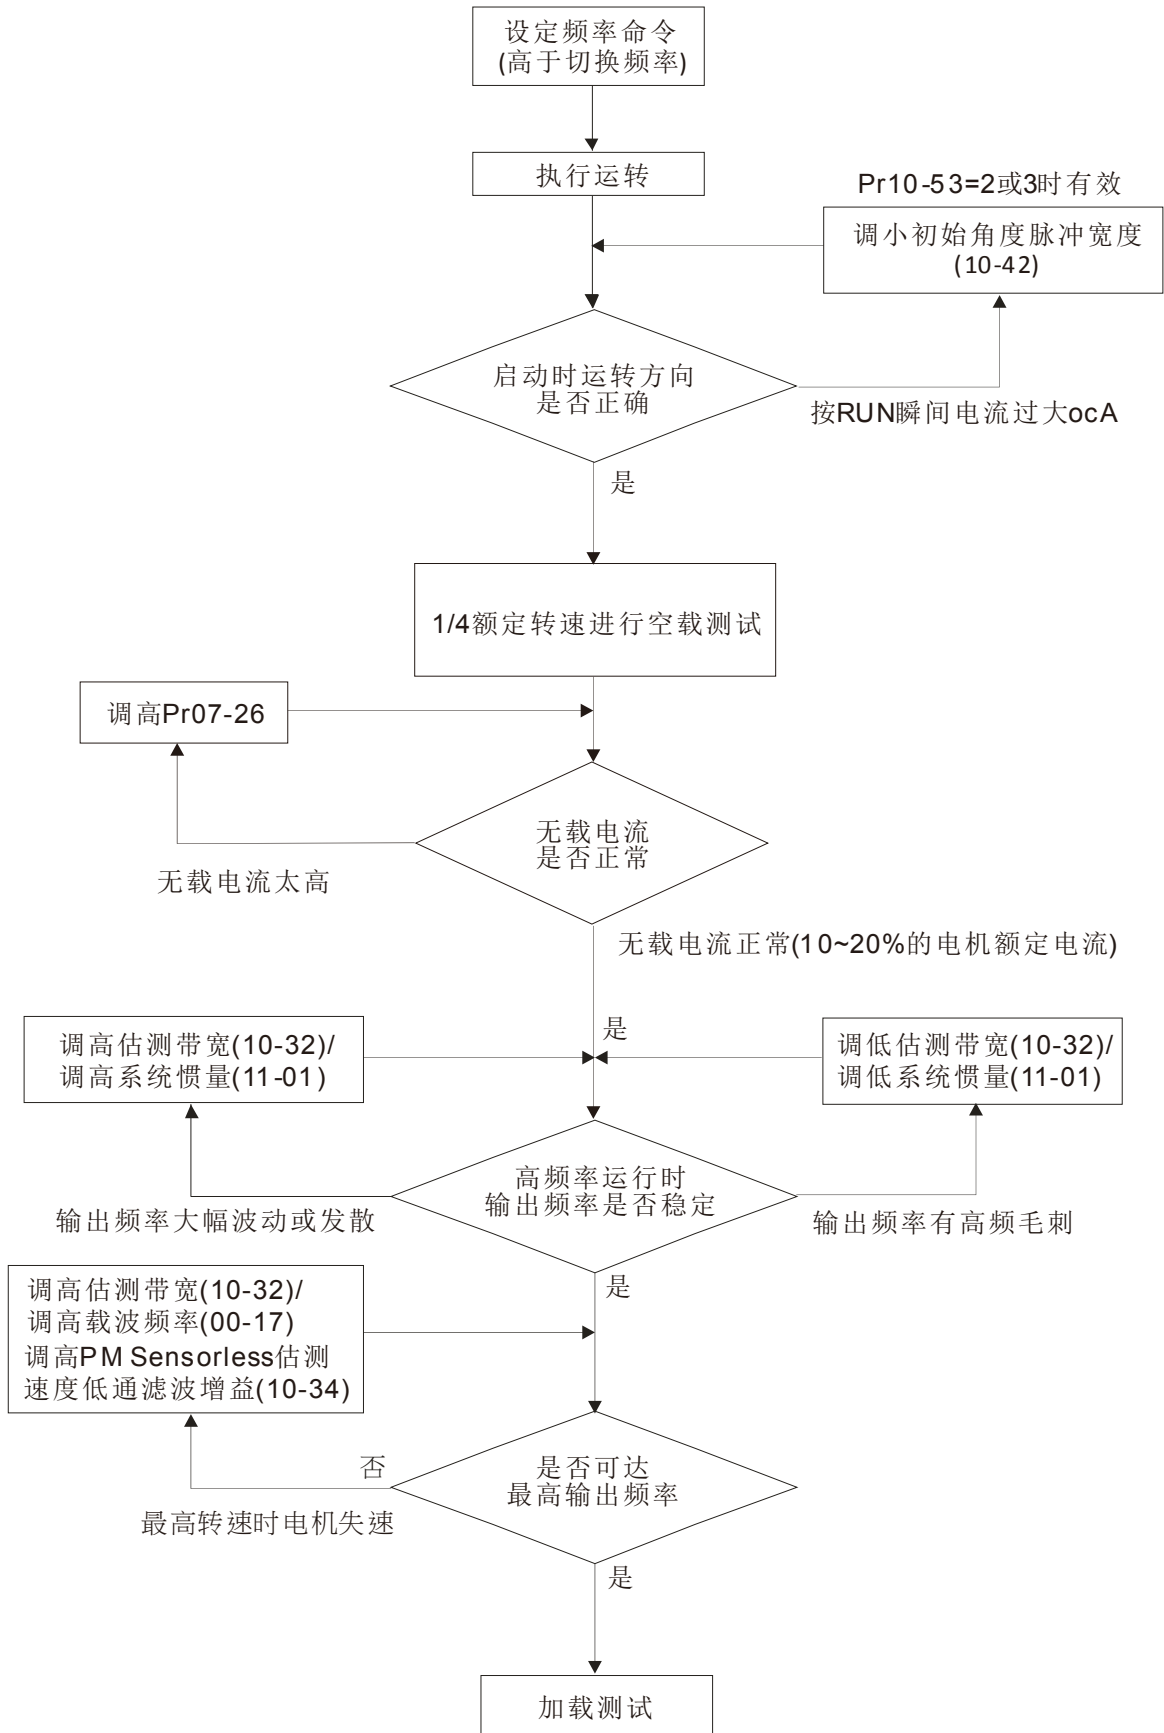 设定频率命令
(高于切换频率)
执行运转
Pr10-53=2或3时有效
调小初始角度脉冲宽度
(10-42)
启动时运转方向
是否正确
按RUN瞬间电流过大ocA
是
1/4额定转速进行空载测试
调高Pr07-26
无载电流
是否正常
无载电流太高
无载电流正常(10~20%的电机额定电流)
是
调高估测带宽(10-32)/
调高系统惯量(11-01)
调低估测带宽(10-32)/
调低系统惯量(11-01)
高频率运行时
输出频率是否稳定
输出频率大幅波动或发散
输出频率有高频毛刺
是
调高估测带宽(10-32)/
调高载波频率(00-17)
调高PM Sensorless估测
速度低通滤波增益(10-34)
否
是否可达
最高输出频率
最高转速时电机失速
是
加载测试